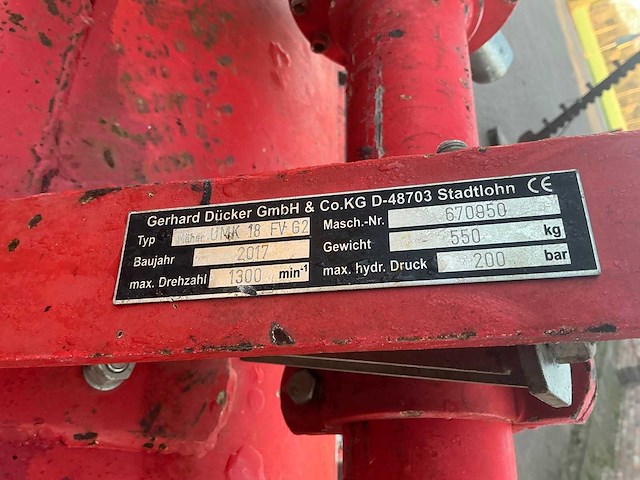 Gerhard Dücker GmbH & Co.KG D-48703 Stadtlohn CE
Typ UMK 18 FV G2 Masch.-Nr. 670950
Baujahr 2017 Gewicht 550 kg
max. Drehzahl 1300 min-1 max. hydr. Druck 200 bar